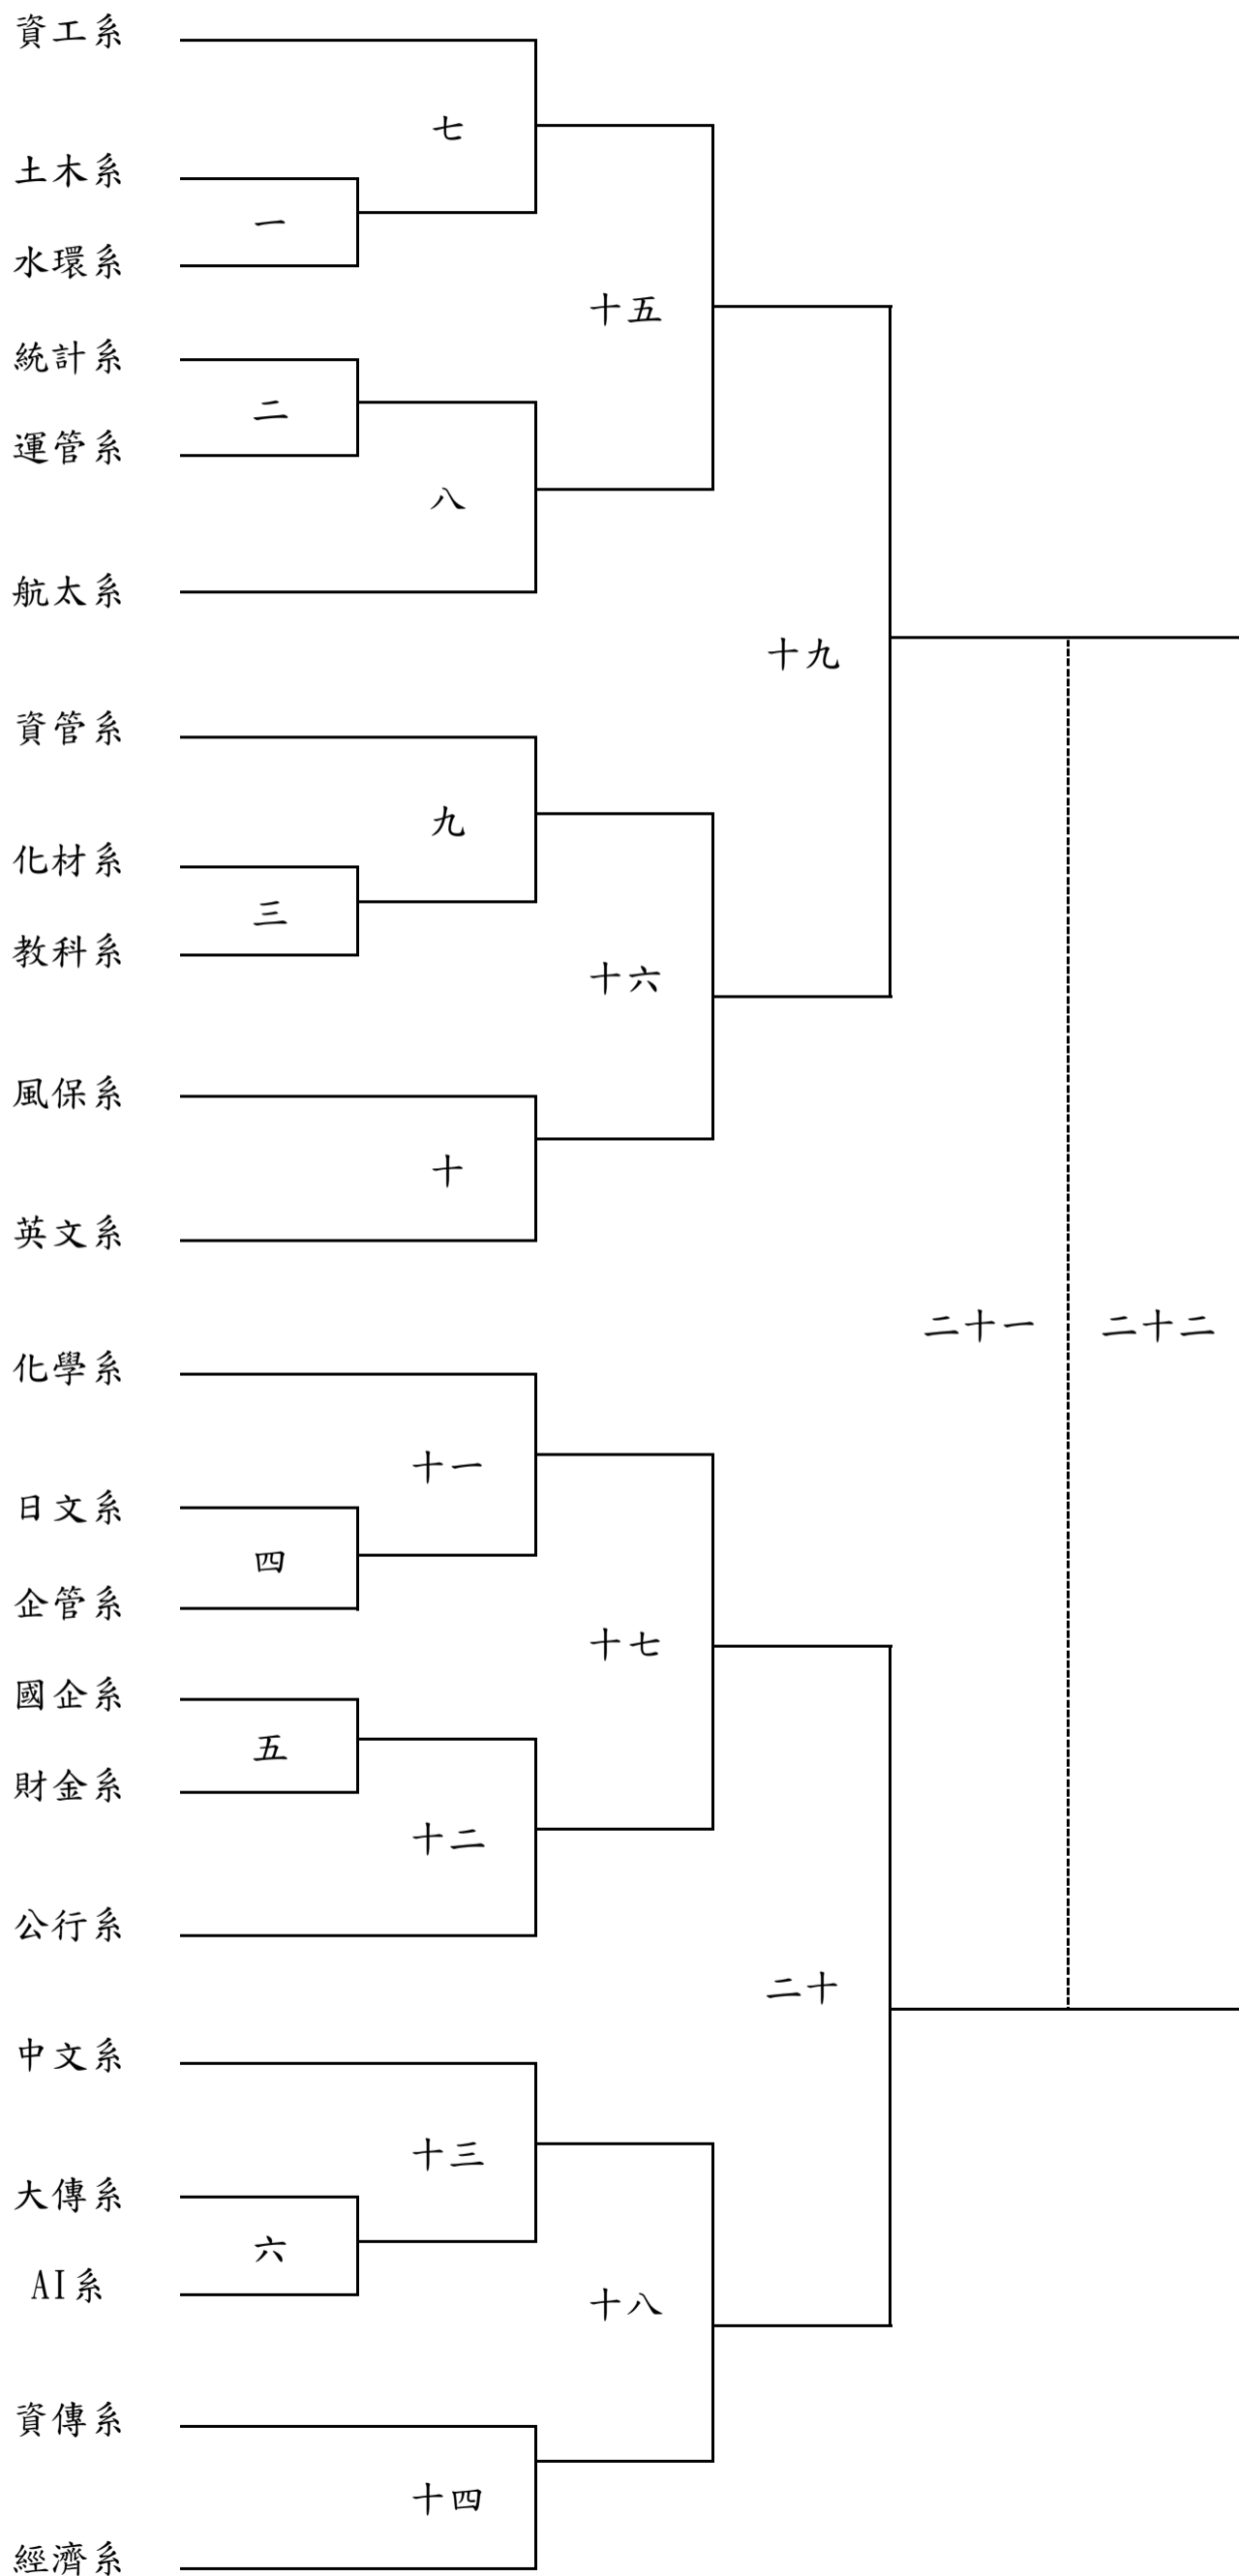 資工系
七
土木系
一
水環系
十五
統計系
二
運管系
八
航太系
十九
資管系
九
化材系
三
教科系
十六
風保系
十
英文系
二十一 二十二
化學系
十一
日文系
四
企管系
十七
國企系
五
財金系
十二
公行系
二十
中文系
十三
大傳系
六
AI系
十八
資傳系
十四
經濟系